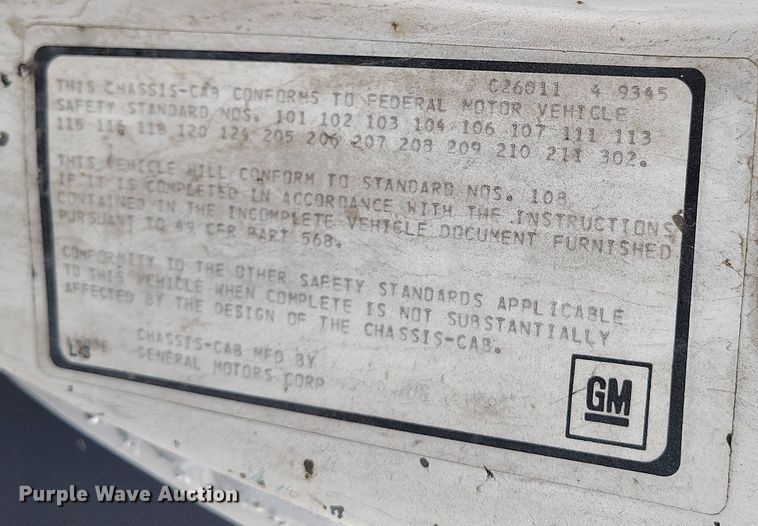 C26011 4 9345
THIS CHASSIS-CAB CONFORMS TO FEDERAL MOTOR VEHICLE
SAFETY STANDARD NOS. 101 102 103 104 106 107 111 113
115 116 118 120 124 205 206 207 208 209 210 211 302.
THIS VEHICLE WILL CONFORM TO STANDARD NOS. 108
IF IT IS COMPLETED IN ACCORDANCE WITH THE INSTRUCTIONS
CONTAINED IN THE INCOMPLETE VEHICLE DOCUMENT FURNISHED
PURSUANT TO 49 CFR PART 568.
CONFORMITY TO THE OTHER SAFETY STANDARDS APPLICABLE
TO THIS VEHICLE WHEN COMPLETE IS NOT SUBSTANTIALLY
AFFECTED BY THE DESIGN OF THE CHASSIS-CAB.
CHASSIS-CAB MFD BY
GENERAL MOTORS CORP
GM
Purple Wave Auction